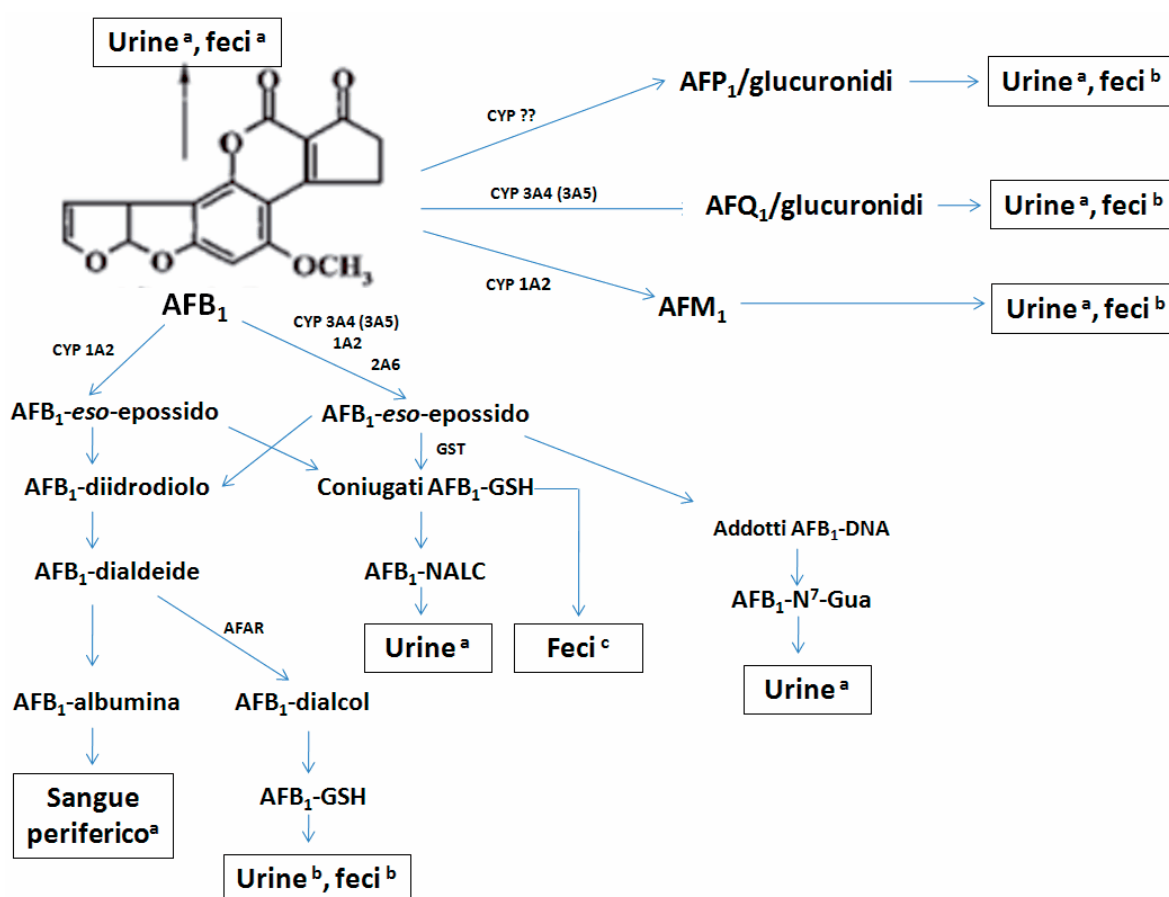 Urine ª, feci ª
O
O
O
O
O
OCH₃
AFB₁
CYP ??
AFP₁/glucuronidi
Urine ª, feci ᵇ
CYP 3A4 (3A5)
AFQ₁/glucuronidi
Urine ª, feci ᵇ
CYP 1A2
AFM₁
Urine ª, feci ᵇ
CYP 1A2
CYP 3A4 (3A5)
1A2
2A6
AFB₁-eso-epossido
AFB₁-eso-epossido
GST
AFB₁-diidrodiolo
Coniugati AFB₁-GSH
Addotti AFB₁-DNA
AFB₁-dialdeide
AFB₁-NALC
AFB₁-N⁷-Gua
AFAR
Urine ª
Feci ᶜ
Urine ª
AFB₁-albumina
AFB₁-dialcol
Sangue
perifericoª
AFB₁-GSH
Urine ᵇ, feci ᵇ